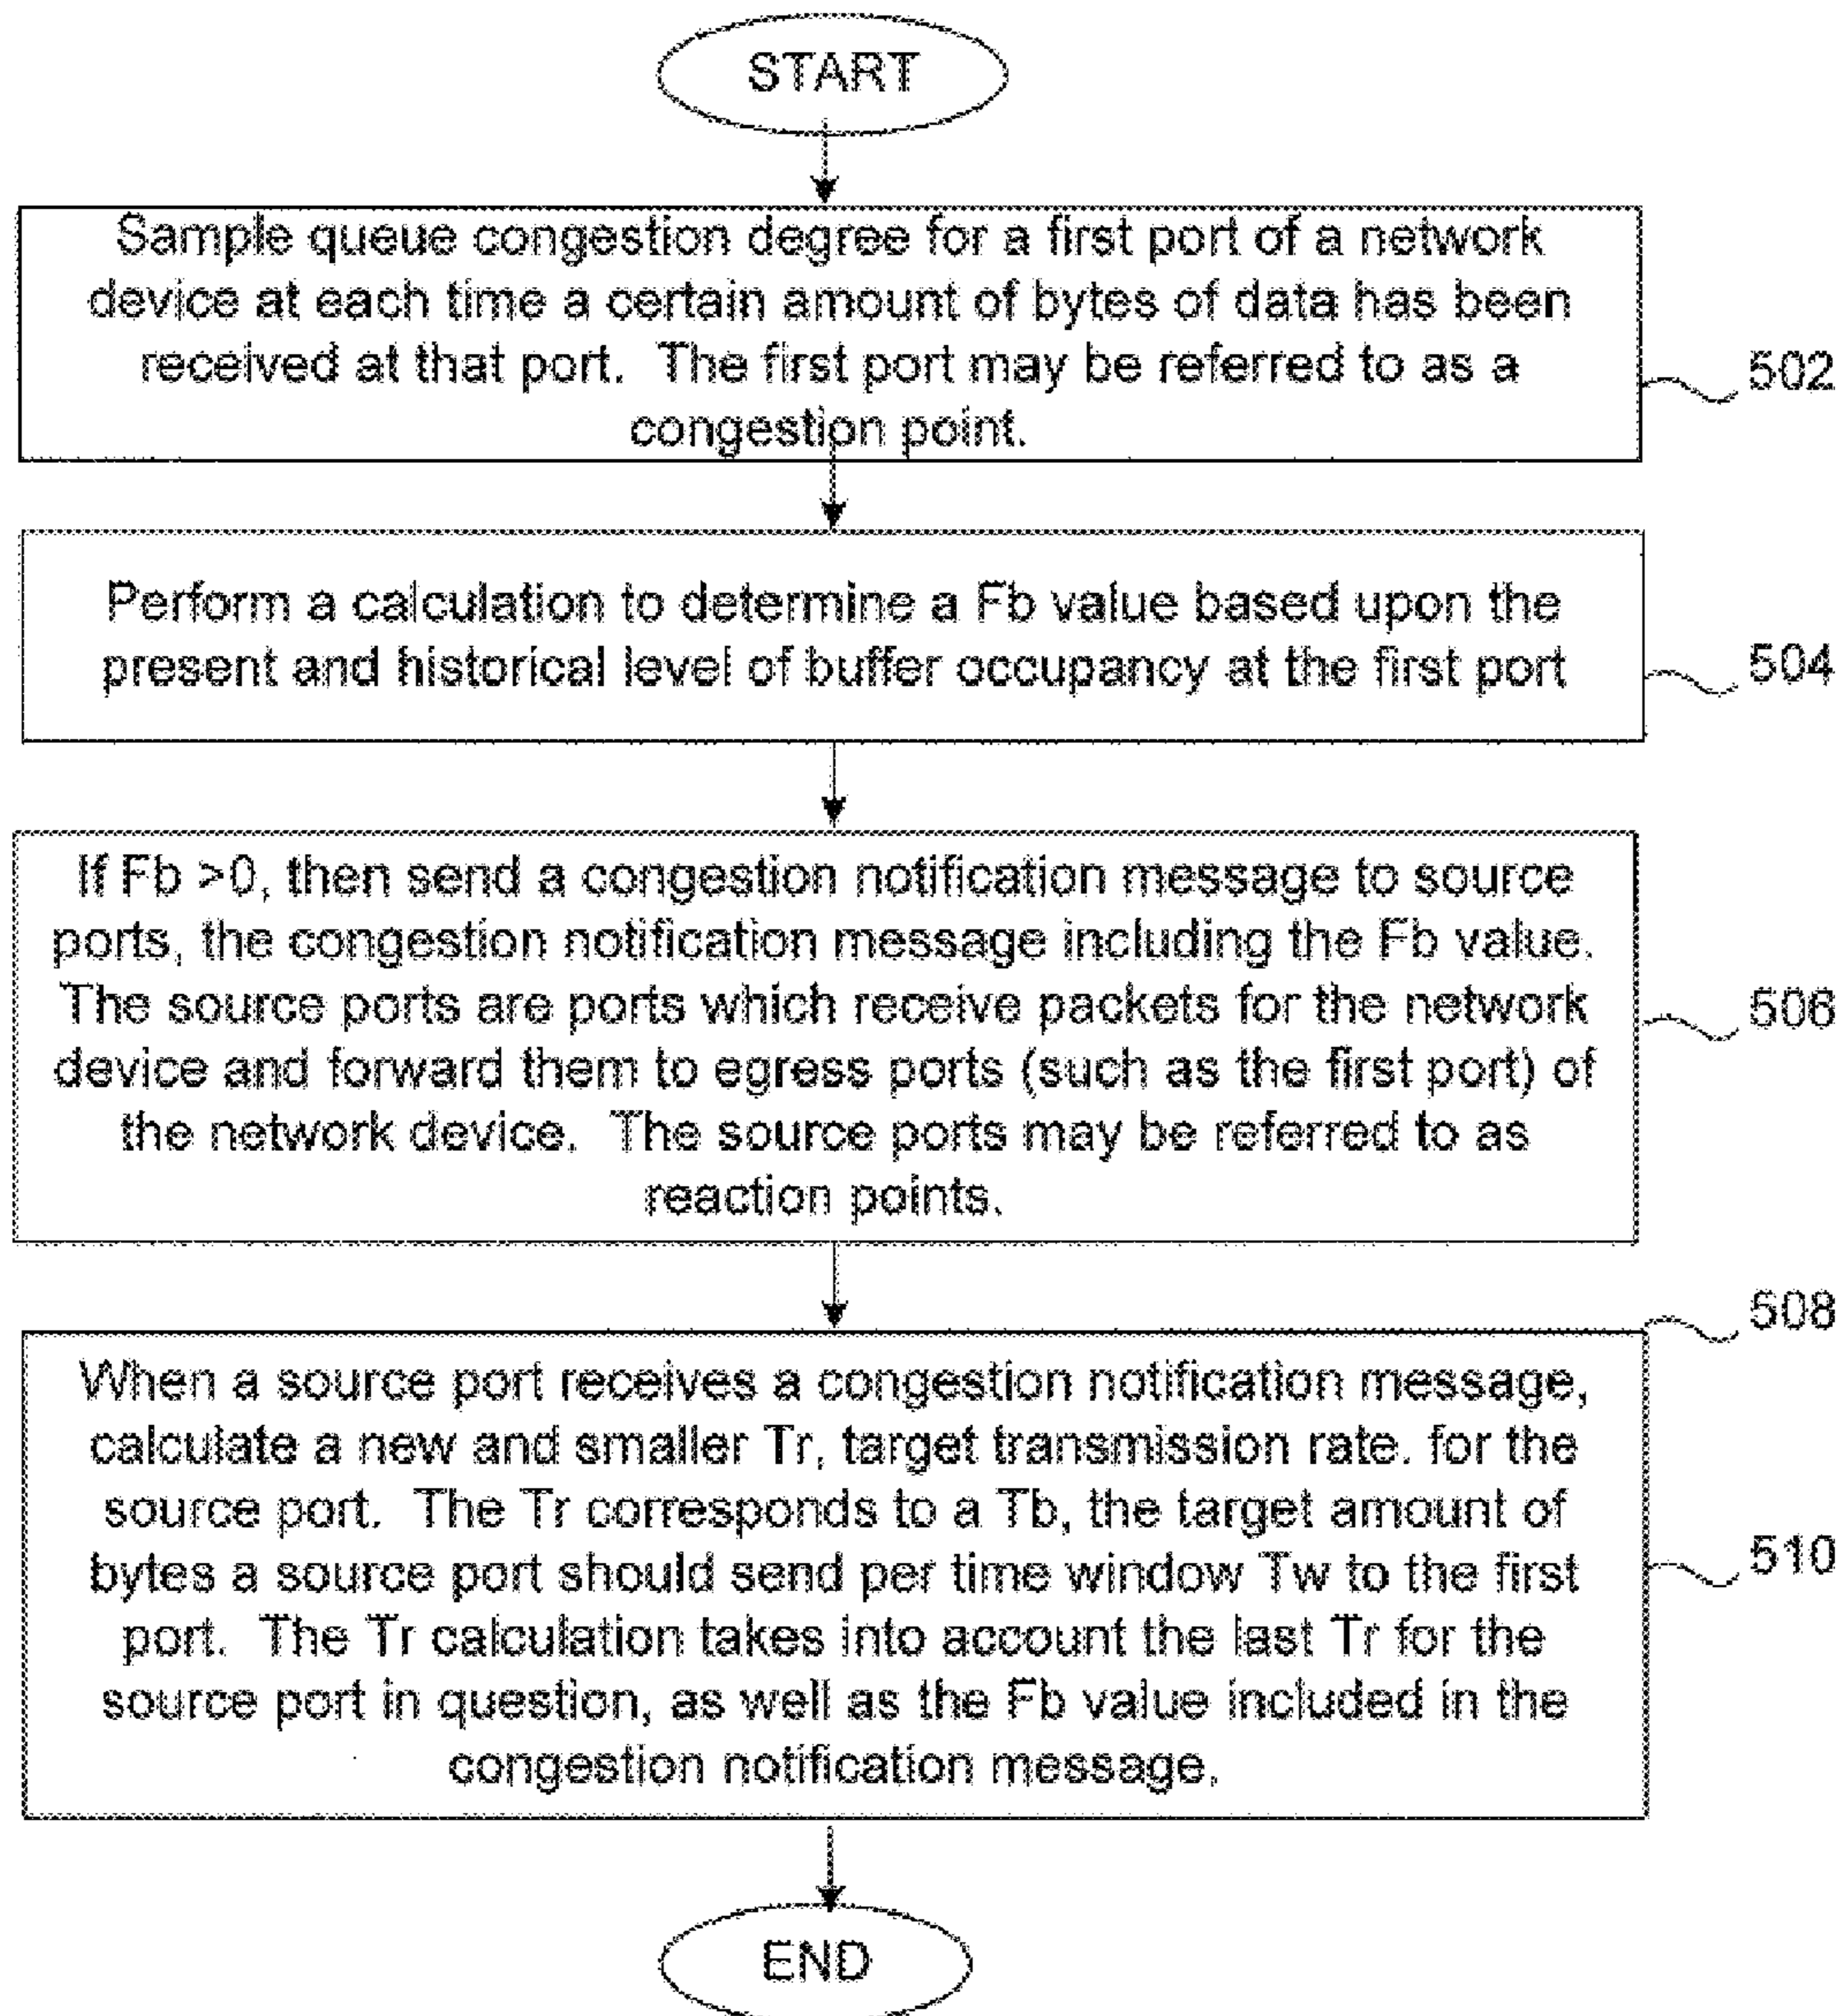 START
Sample queue congestion degree for a first port of a network
device at each time a certain amount of bytes of data has been
received at that port. The first port may be referred to as a
congestion point.
502
Perform a calculation to determine a Fb value based upon the
present and historical level of buffer occupancy at the first port
504
If Fb >0, then send a congestion notification message to source
ports, the congestion notification message including the Fb value.
The source ports are ports which receive packets for the network
device and forward them to egress ports (such as the first port) of
the network device. The source ports may be referred to as
reaction points.
506
508
When a source port receives a congestion notification message,
calculate a new and smaller Tr, target transmission rate. for the
source port. The Tr corresponds to a Tb, the target amount of
bytes a source port should send per time window Tw to the first
port. The Tr calculation takes into account the last Tr for the
source port in question, as well as the Fb value included in the
congestion notification message.
510
END